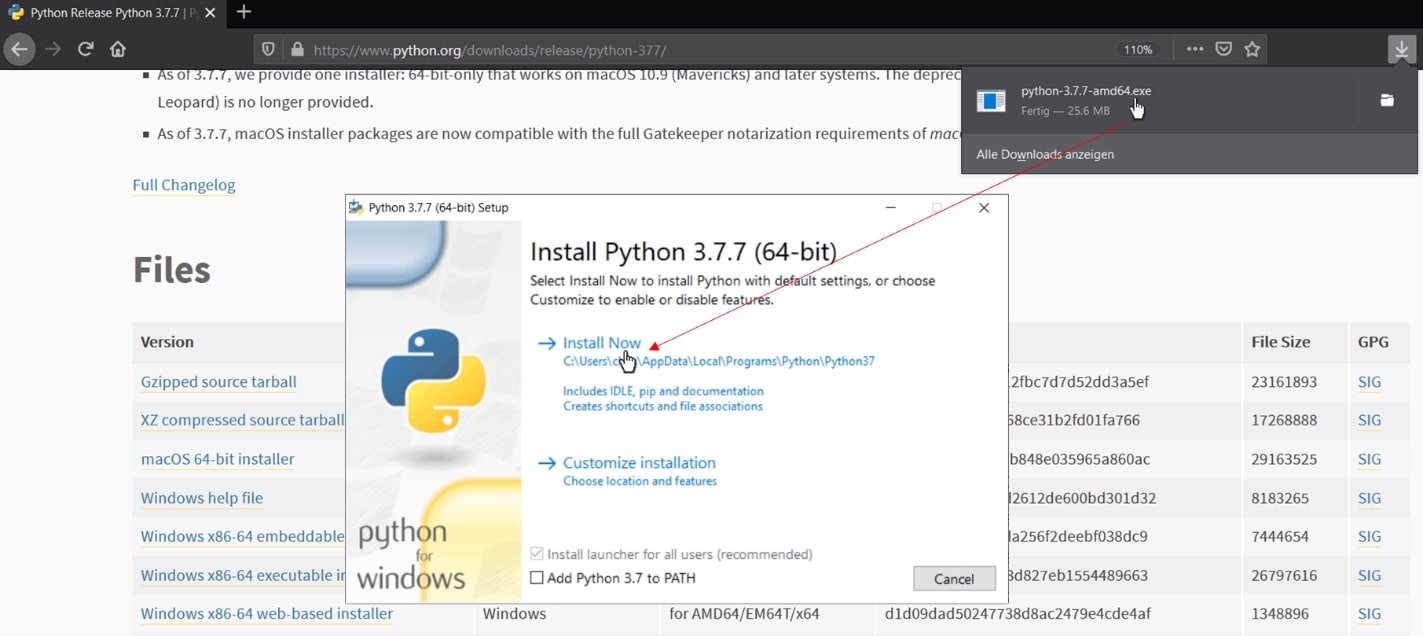 Python Release Python 3.7.7 | Py
https://www.python.org/downloads/release/python-377/
110%
As of 3.7.7, we provide one installer: 64-bit-only that works on macOS 10.9 (Mavericks) and later systems. The deprec
Leopard) is no longer provided.
As of 3.7.7, macOS installer packages are now compatible with the full Gatekeeper notarization requirements of mac
python-3.7.7-amd64.exe
Fertig — 25,6 MB
Alle Downloads anzeigen
Full Changelog
Files
Python 3.7.7 (64-bit) Setup
Install Python 3.7.7 (64-bit)
Select Install Now to install Python with default settings, or choose
Customize to enable or disable features.
Install Now
C:\Users\ \AppData\Local\Programs\Python\Python37
Includes IDLE, pip and documentation
Creates shortcuts and file associations
Customize installation
Choose location and features
python
for
windows
Install launcher for all users (recommended)
Add Python 3.7 to PATH
Cancel
Version File Size GPG
Gzipped source tarball 2fbc7d7d52dd3a5ef 23161893 SIG
XZ compressed source tarball 68ce31b2fd01fa766 17268888 SIG
macOS 64-bit installer b848e035965a860ac 29163525 SIG
Windows help file 2612de600bd301d32 8183265 SIG
Windows x86-64 embeddable a256f2deebf038dc9 7444654 SIG
Windows x86-64 executable in d827eb1554489663 26797616 SIG
Windows x86-64 web-based installer Windows for AMD64/EM64T/x64 d1d09dad50247738d8ac2479e4cde4af 1348896 SIG